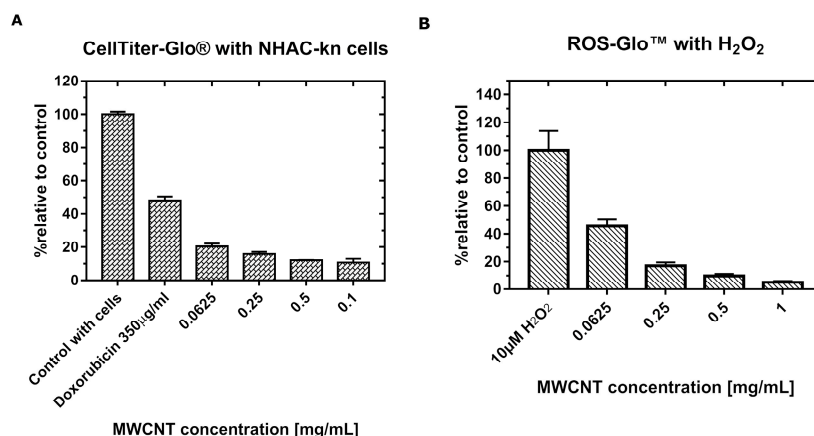 A
CellTiter-Glo® with NHAC-kn cells
%relative to control
120
100
80
60
40
20
0
Control with cells
Doxorubicin 350µg/ml
0.0625
0.25
0.5
0.1
MWCNT concentration [mg/mL]
B
ROS-Glo™ with H₂O₂
%relative to control
140
120
100
80
60
40
20
0
10µM H₂O₂
0.0625
0.25
0.5
1
MWCNT concentration [mg/mL]